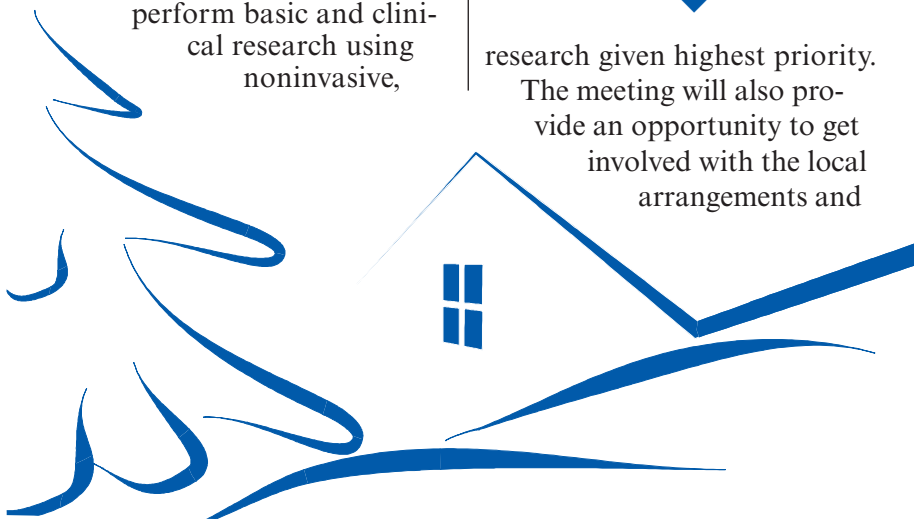 perform basic and clini-
cal research using
noninvasive,
research given highest priority.
The meeting will also pro-
vide an opportunity to get
involved with the local
arrangements and